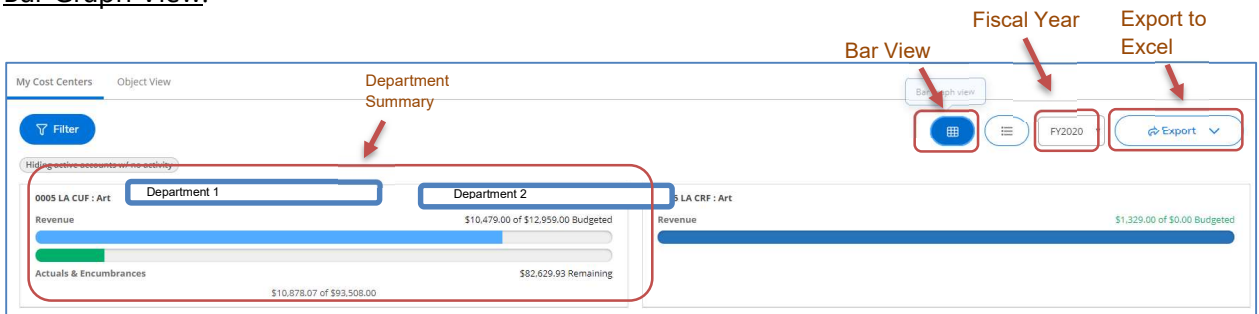 Bar Graph View:
Fiscal Year
Export to
Excel
Bar View
My Cost Centers
Object View
Department
Summary
Bar graph view
Filter
FY2020
Export
Hiding active accounts w/ no activity
0005 LA CUF : Art
Department 1
Department 2
LA CRF : Art
Revenue
$10,479.00 of $12,959.00 Budgeted
Revenue
$1,329.00 of $0.00 Budgeted
Actuals & Encumbrances
$82,629.93 Remaining
$10,878.07 of $93,508.00